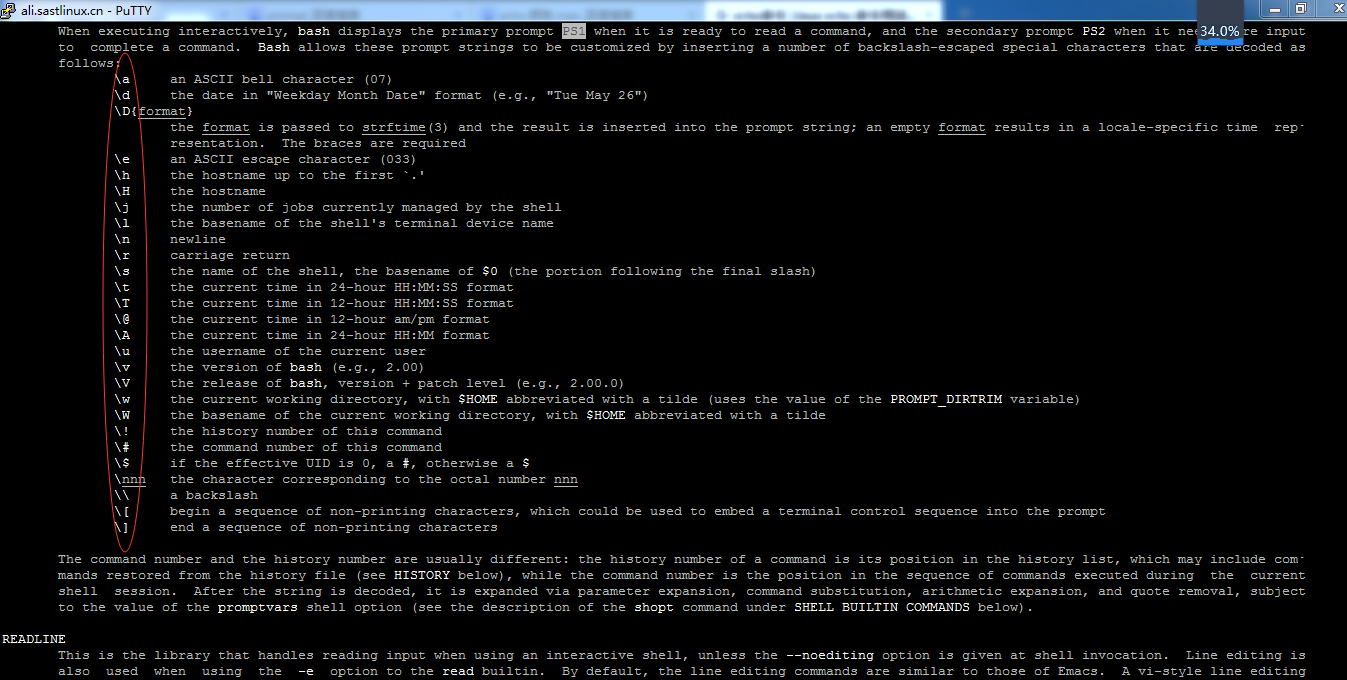 ali.sastlinux.cn - PuTTY
34.0%
When executing interactively, bash displays the primary prompt PS1 when it is ready to read a command, and the secondary prompt PS2 when it re input
to complete a command. Bash allows these prompt strings to be customized by inserting a number of backslash-escaped special characters that are decoded as
follows:
\a an ASCII bell character (07)
\d the date in "Weekday Month Date" format (e.g., "Tue May 26")
\D{format}
the format is passed to strftime(3) and the result is inserted into the prompt string; an empty format results in a locale-specific time rep-
resentation. The braces are required
\e an ASCII escape character (033)
\h the hostname up to the first `.'
\H the hostname
\j the number of jobs currently managed by the shell
\l the basename of the shell's terminal device name
\n newline
\r carriage return
\s the name of the shell, the basename of $0 (the portion following the final slash)
\t the current time in 24-hour HH:MM:SS format
\T the current time in 12-hour HH:MM:SS format
\@ the current time in 12-hour am/pm format
\A the current time in 24-hour HH:MM format
\u the username of the current user
\v the version of bash (e.g., 2.00)
\V the release of bash, version + patch level (e.g., 2.00.0)
\w the current working directory, with $HOME abbreviated with a tilde (uses the value of the PROMPT_DIRTRIM variable)
\W the basename of the current working directory, with $HOME abbreviated with a tilde
\! the history number of this command
\# the command number of this command
\$ if the effective UID is 0, a #, otherwise a $
\nnn the character corresponding to the octal number nnn
\\ a backslash
\[ begin a sequence of non-printing characters, which could be used to embed a terminal control sequence into the prompt
\] end a sequence of non-printing characters
The command number and the history number are usually different: the history number of a command is its position in the history list, which may include com-
mands restored from the history file (see HISTORY below), while the command number is the position in the sequence of commands executed during the current
shell session. After the string is decoded, it is expanded via parameter expansion, command substitution, arithmetic expansion, and quote removal, subject
to the value of the promptvars shell option (see the description of the shopt command under SHELL BUILTIN COMMANDS below).
READLINE
This is the library that handles reading input when using an interactive shell, unless the --noediting option is given at shell invocation. Line editing is
also used when using the -e option to the read builtin. By default, the line editing commands are similar to those of Emacs. A vi-style line editing